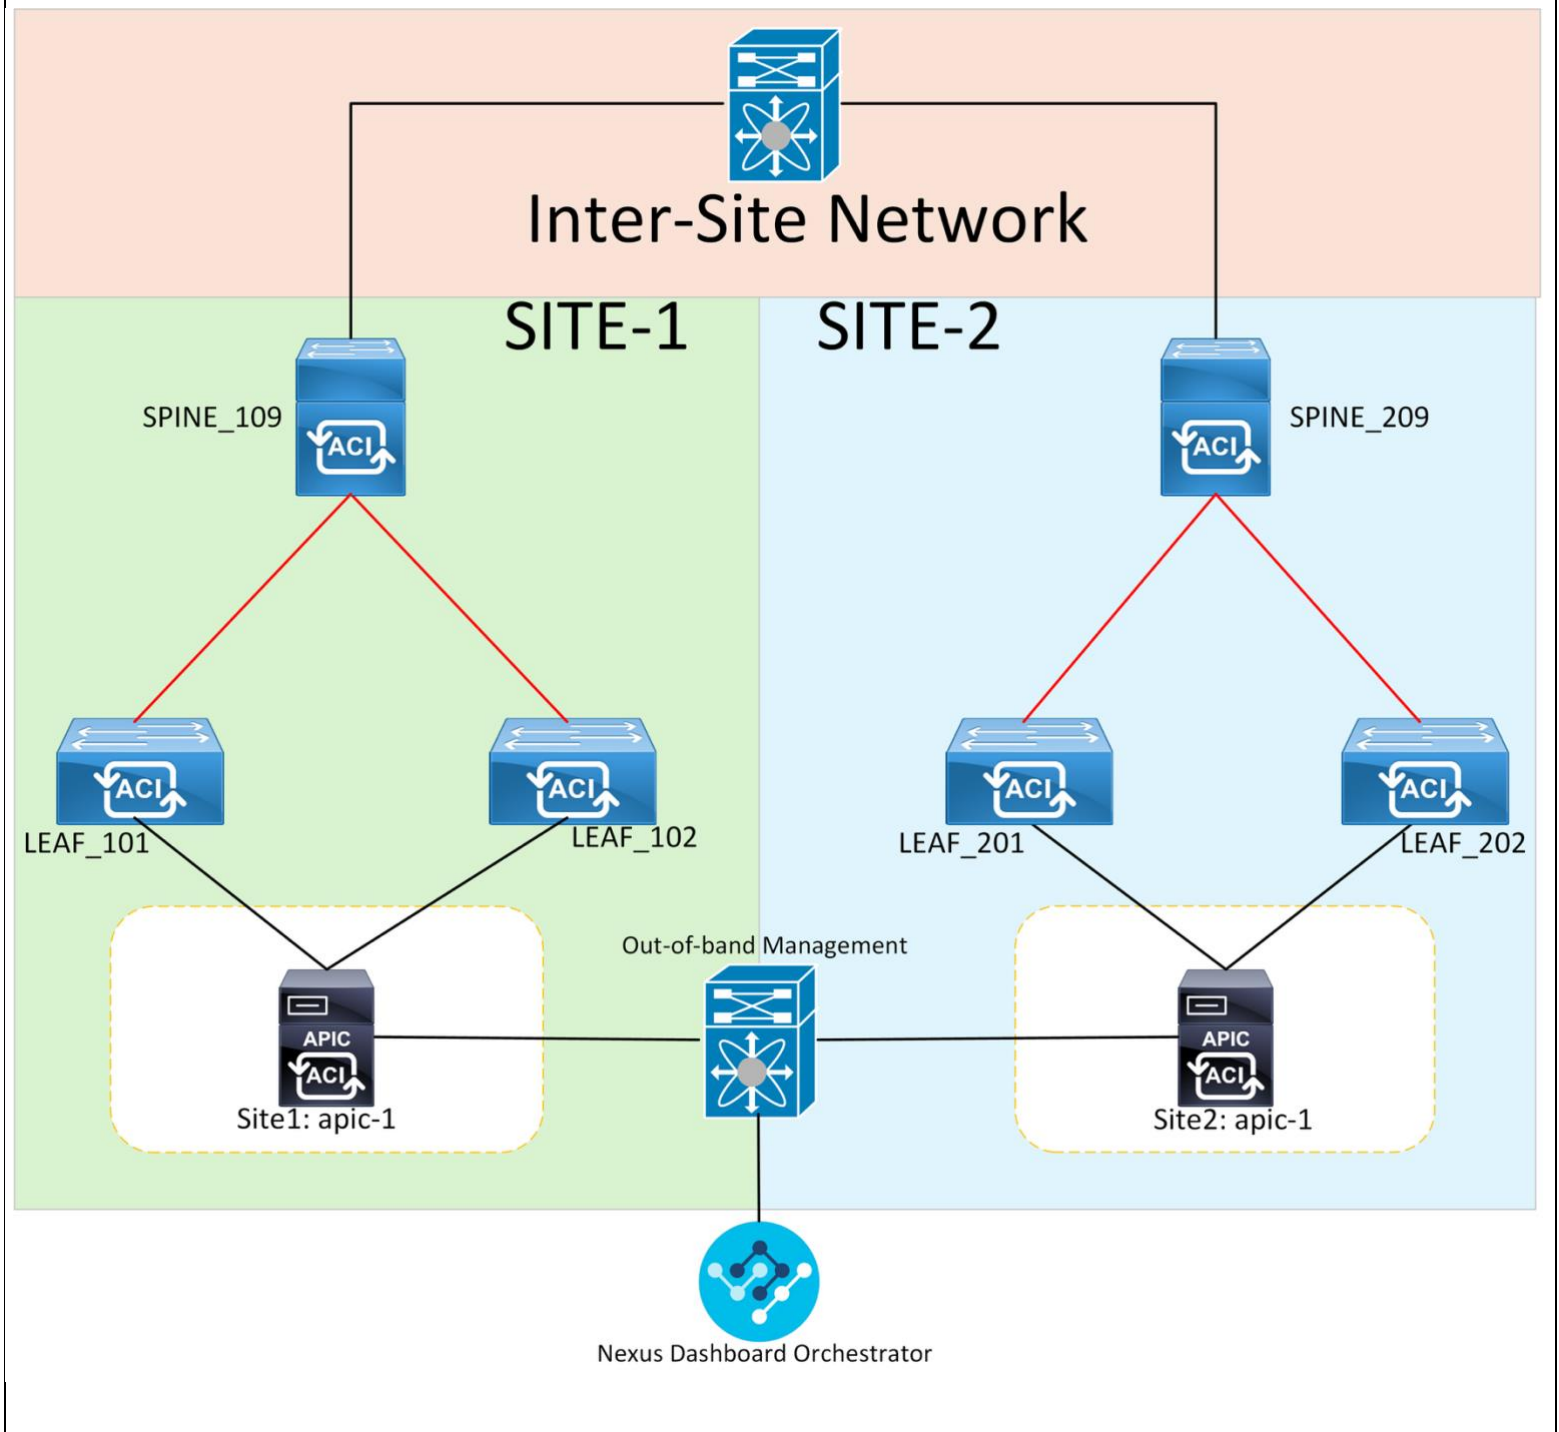 Inter-Site Network
SITE-1
SITE-2
SPINE_109
ACI
SPINE_209
ACI
ACI
LEAF_101
ACI
LEAF_102
ACI
LEAF_201
ACI
LEAF_202
Out-of-band Management
APIC
ACI
Site1: apic-1
APIC
ACI
Site2: apic-1
Nexus Dashboard Orchestrator